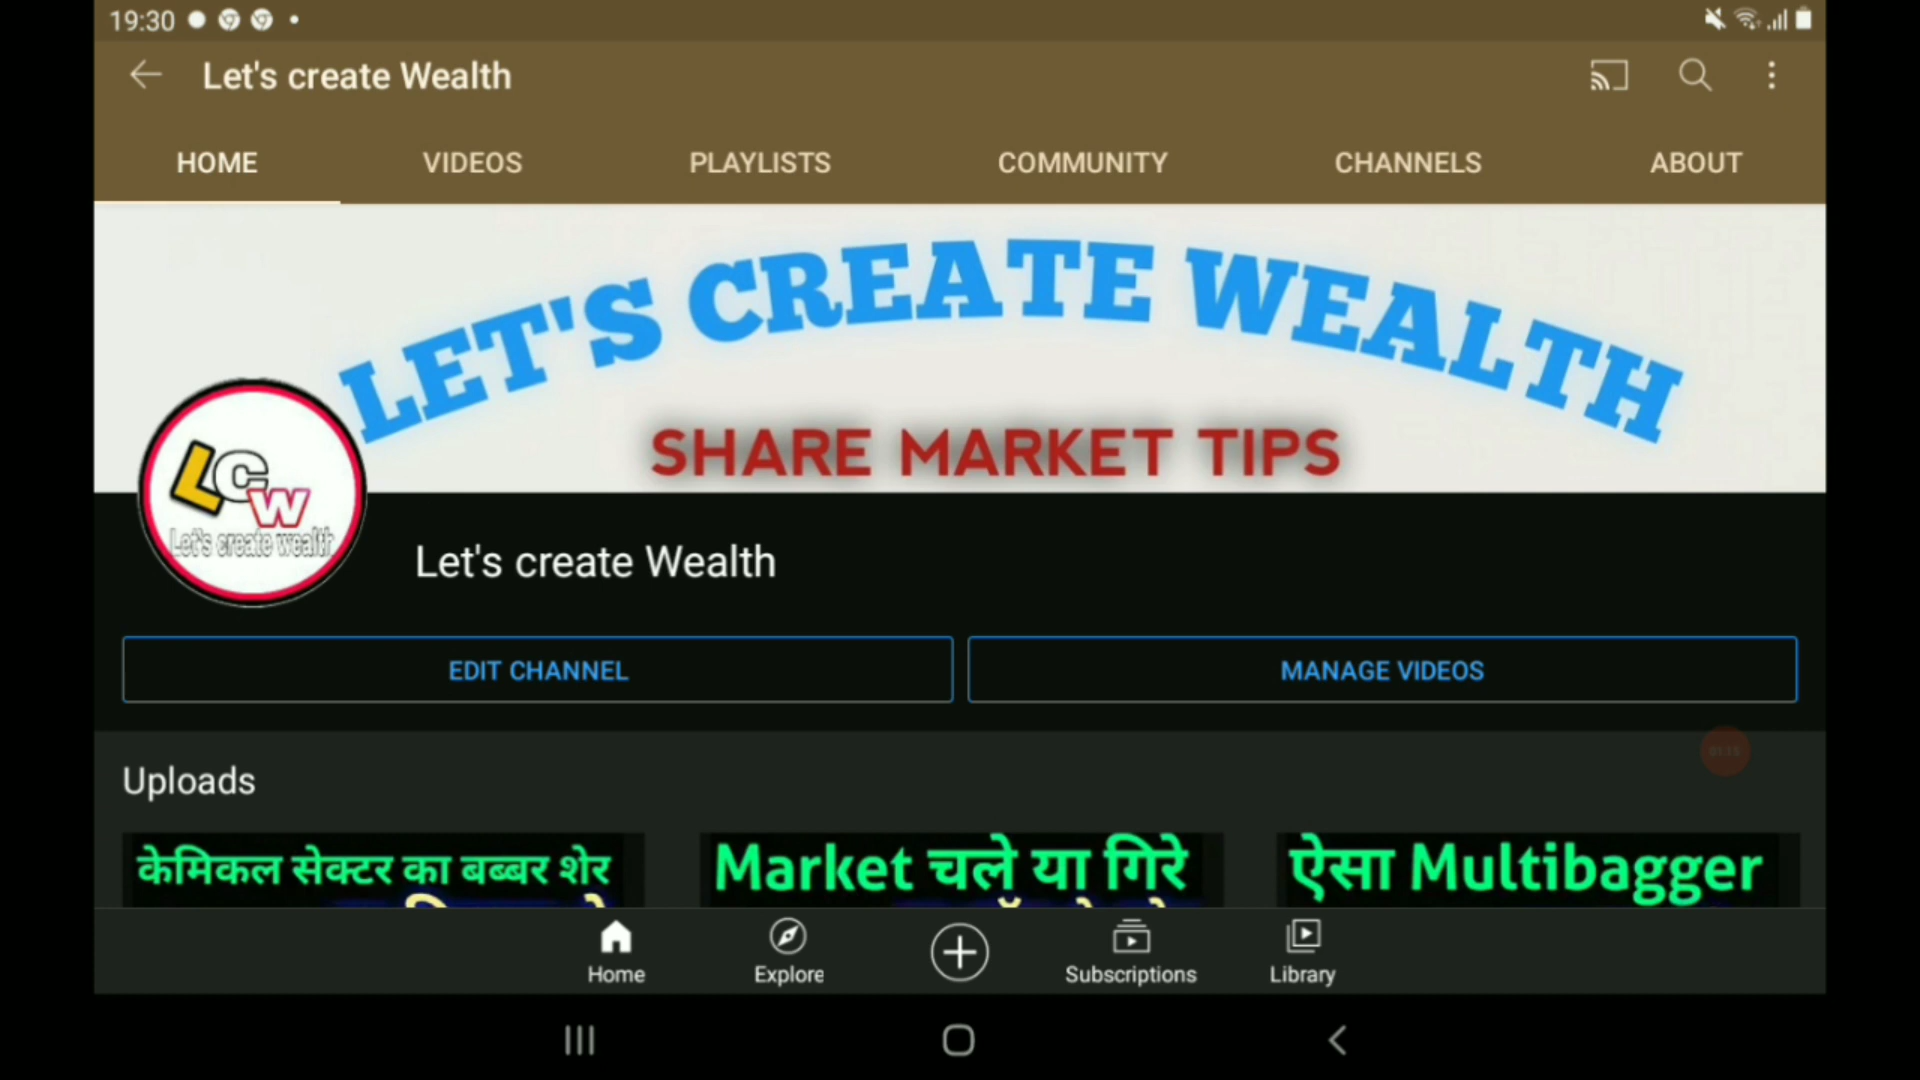 19:30
Let's create Wealth
HOME VIDEOS PLAYLISTS COMMUNITY CHANNELS ABOUT
LET'S CREATE WEALTH
SHARE MARKET TIPS
LCW
Let's create wealth
Let's create Wealth
EDIT CHANNEL MANAGE VIDEOS
01:15
Uploads
केमिकल सेक्टर का बब्बर शेर
Market चले या गिरे
ऐसा Multibagger
Home Explore Subscriptions Library